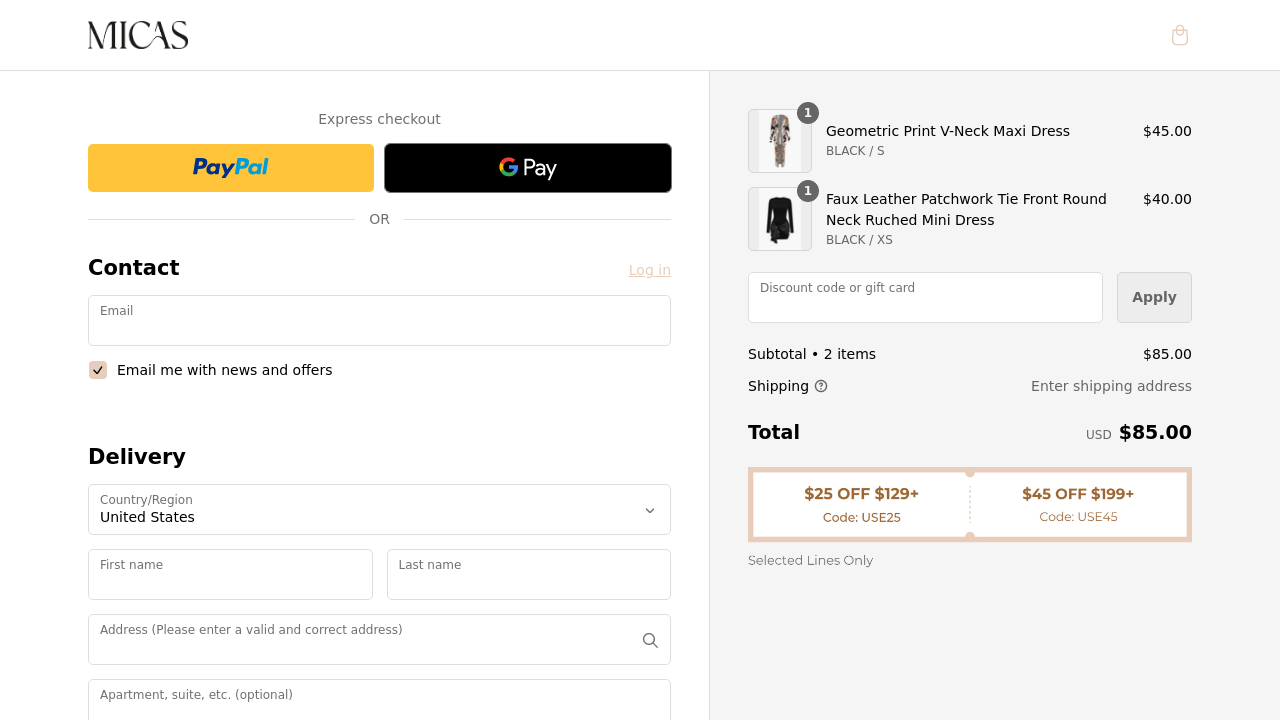 MICAS
Express checkout
PayPal
G Pay
OR
Contact
Log in
Email
Email me with news and offers
Delivery
Country/Region
United States
First name
Last name
Address (Please enter a valid and correct address)
Apartment, suite, etc. (optional)
1
Geometric Print V-Neck Maxi Dress
BLACK / S
$45.00
1
Faux Leather Patchwork Tie Front Round
Neck Ruched Mini Dress
BLACK / XS
$40.00
Discount code or gift card
Apply
Subtotal • 2 items
$85.00
Shipping
Enter shipping address
Total
USD $85.00
$25 OFF $129+
Code: USE25
$45 OFF $199+
Code: USE45
Selected Lines Only